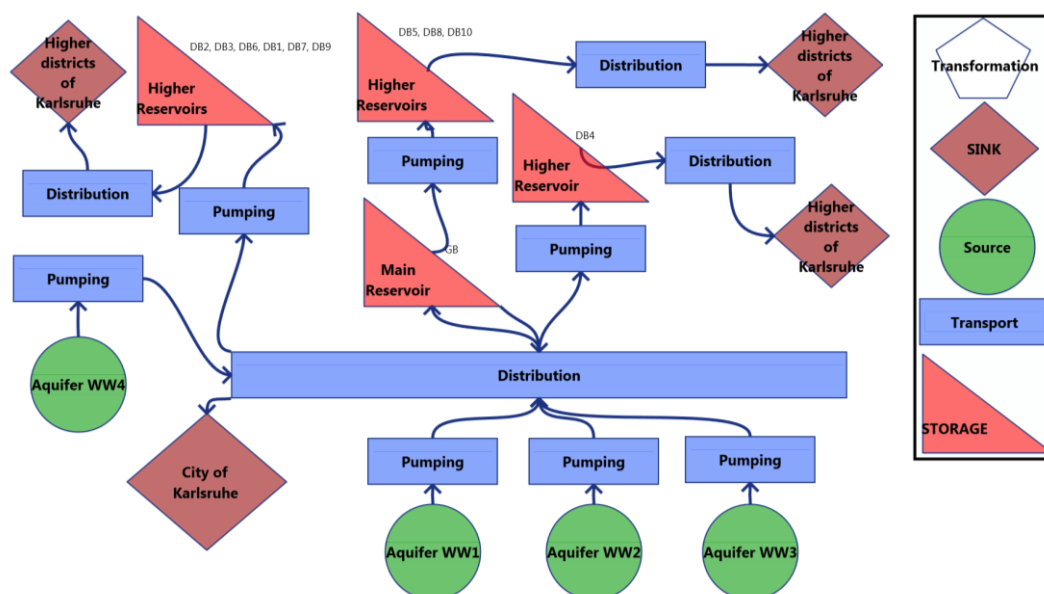 Higher
districts
of
Karlsruhe
DB2, DB3, DB6, DB1, DB7, DB9
Higher
Reservoirs
DB5, DB8, DB10
Higher
Reservoirs
Distribution
Higher
districts
of
Karlsruhe
Transformation
Distribution
Pumping
Pumping
DB4
Higher
Reservoir
Distribution
SINK
Higher
districts of
Karlsruhe
Pumping
Main
Reservoir
GB
Pumping
Source
Transport
Aquifer WW4
Distribution
STORAGE
City of
Karlsruhe
Pumping
Pumping
Pumping
Aquifer WW1
Aquifer WW2
Aquifer WW3